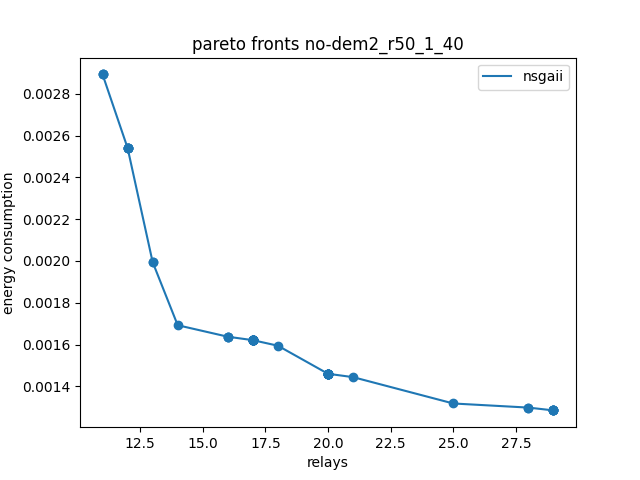 pareto fronts no-dem2_r50_1_40
nsgaii
energy consumption
0.0028
0.0026
0.0024
0.0022
0.0020
0.0018
0.0016
0.0014
12.5 15.0 17.5 20.0 22.5 25.0 27.5
relays